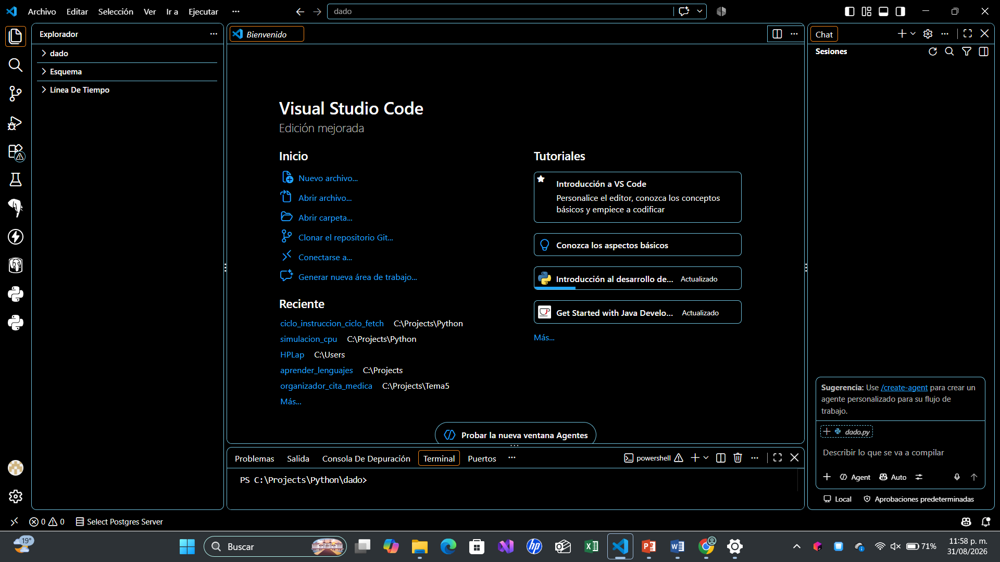 Archivo Editar Selección Ver Ir a Ejecutar ···
dado
Explorador
dado
Esquema
Línea De Tiempo
Bienvenido
Visual Studio Code
Edición mejorada
Inicio
Nuevo archivo...
Abrir archivo...
Abrir carpeta...
Clonar el repositorio Git...
Conectarse a...
Generar nueva área de trabajo...
Reciente
ciclo_instruccion_ciclo_fetch C:\Projects\Python
simulacion_cpu C:\Projects\Python
HPLap C:\Users
aprender_lenguajes C:\Projects
organizador_cita_medica C:\Projects\Tema5
Más...
Tutoriales
Introducción a VS Code
Personalice el editor, conozca los conceptos
básicos y empiece a codificar
Conozca los aspectos básicos
Introducción al desarrollo de... Actualizado
Get Started with Java Develo... Actualizado
Más...
Probar la nueva ventana Agentes
Problemas Salida Consola De Depuración Terminal Puertos ···
powershell
PS C:\Projects\Python\dado>
Chat
Sesiones
Sugerencia: Use /create-agent para crear un
agente personalizado para su flujo de
trabajo.
dado.py
Describir lo que se va a compilar
Agent Auto
Local Aprobaciones predeterminadas
0 0 Select Postgres Server
19°
Buscar
71%
11:58 p. m.
31/08/2026